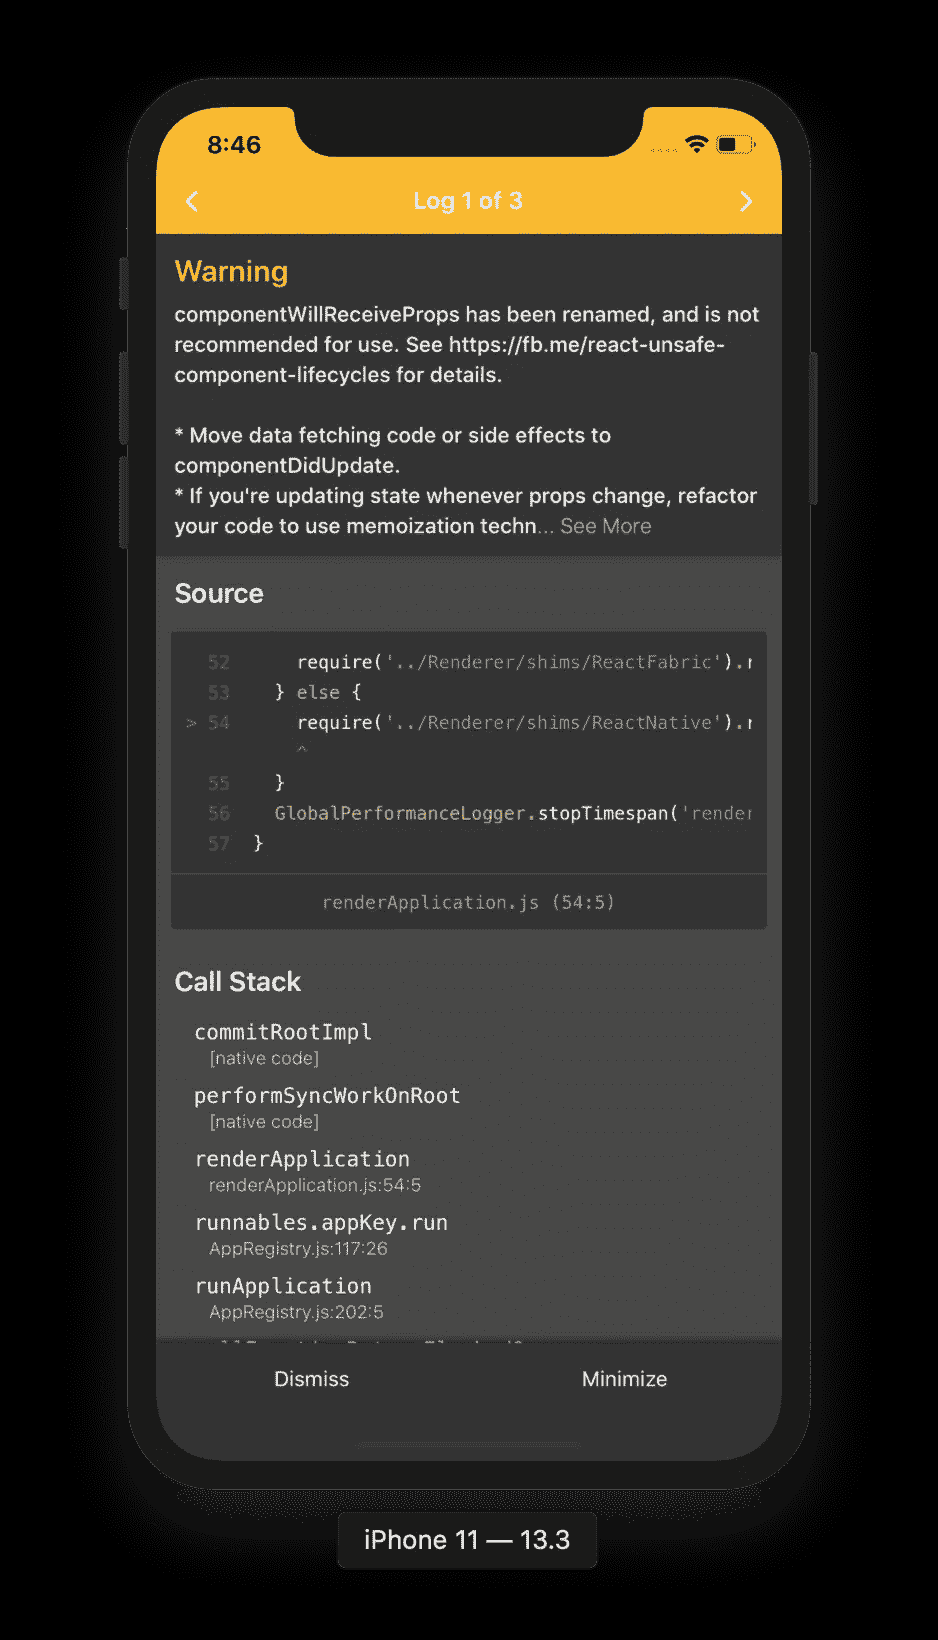 8:46
Log 1 of 3
Warning
componentWillReceiveProps has been renamed, and is not
recommended for use. See https://fb.me/react-unsafe-
component-lifecycles for details.
* Move data fetching code or side effects to
componentDidUpdate.
* If you're updating state whenever props change, refactor
your code to use memoization techn... See More
Source
52 require('../Renderer/shims/ReactFabric').r
53 } else {
> 54 require('../Renderer/shims/ReactNative').r
^
55 }
56 GlobalPerformanceLogger.stopTimespan('render
57 }
renderApplication.js (54:5)
Call Stack
commitRootImpl
[native code]
performSyncWorkOnRoot
[native code]
renderApplication
renderApplication.js:54:5
runnables.appKey.run
AppRegistry.js:117:26
runApplication
AppRegistry.js:202:5
Dismiss Minimize
iPhone 11 — 13.3